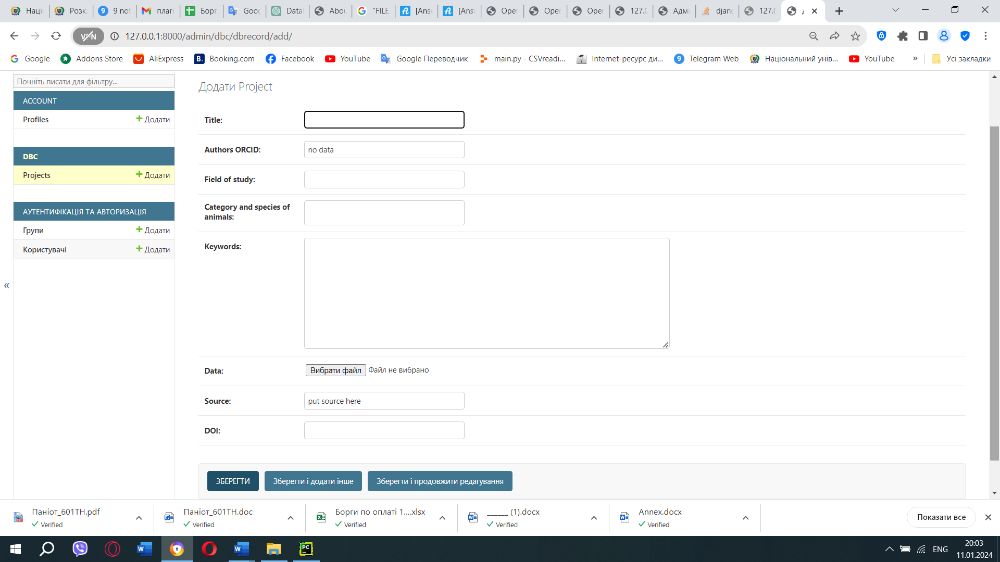 Наці
Розк
9 not
плагі
Борг
Goog
Data
Abou
"FILE
[Ansv
[Ansv
Oper
Oper
Oper
127.0
Адмі
djang
127.0
VPN
127.0.0.1:8000/admin/dbc/dbrecord/add/
Google
Addons Store
AliExpress
Booking.com
Facebook
YouTube
Google Переводчик
main.py - CSVreadi...
Internet-ресурс ди...
Telegram Web
Національний унів...
YouTube
»
Усі закладки
Почніть писати для фільтру...
ACCOUNT
Profiles
Додати
DBC
Projects
Додати
АУТЕНТИФІКАЦІЯ ТА АВТОРИЗАЦІЯ
Групи
Додати
Користувачі
Додати
«
Додати Project
Title:
Authors ORCID:
no data
Field of study:
Category and species of
animals:
Keywords:
Data:
Вибрати файл
Файл не вибрано
Source:
put source here
DOI:
ЗБЕРЕГТИ
Зберегти і додати інше
Зберегти і продовжити редагування
Паніот_601ТН.pdf
Verified
Паніот_601ТН.doc
Verified
Борги по оплаті 1....xlsx
Verified
______ (1).docx
Verified
Annex.docx
Verified
Показати все
ENG
20:03
11.01.2024